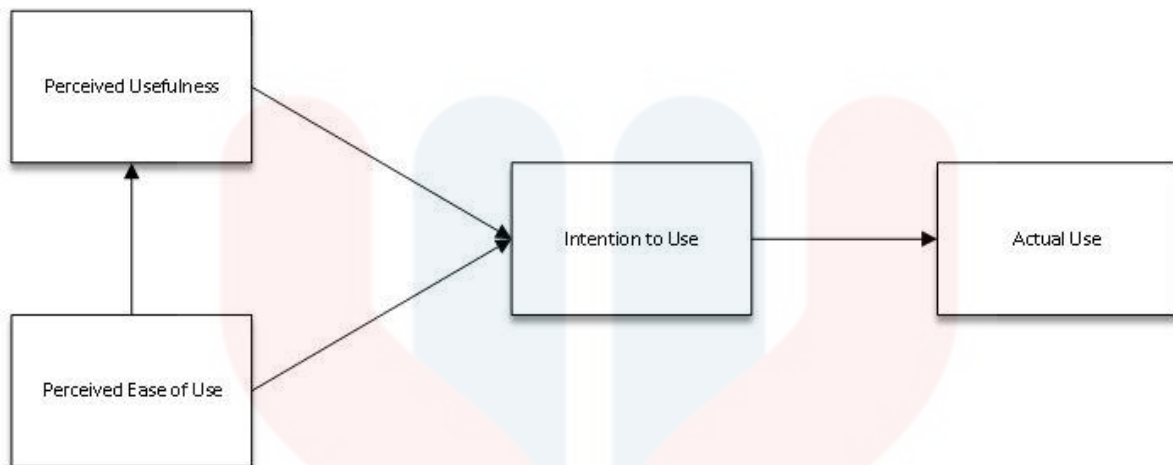 Perceived Usefulness
Intention to Use
Actual Use
Perceived Ease of Use